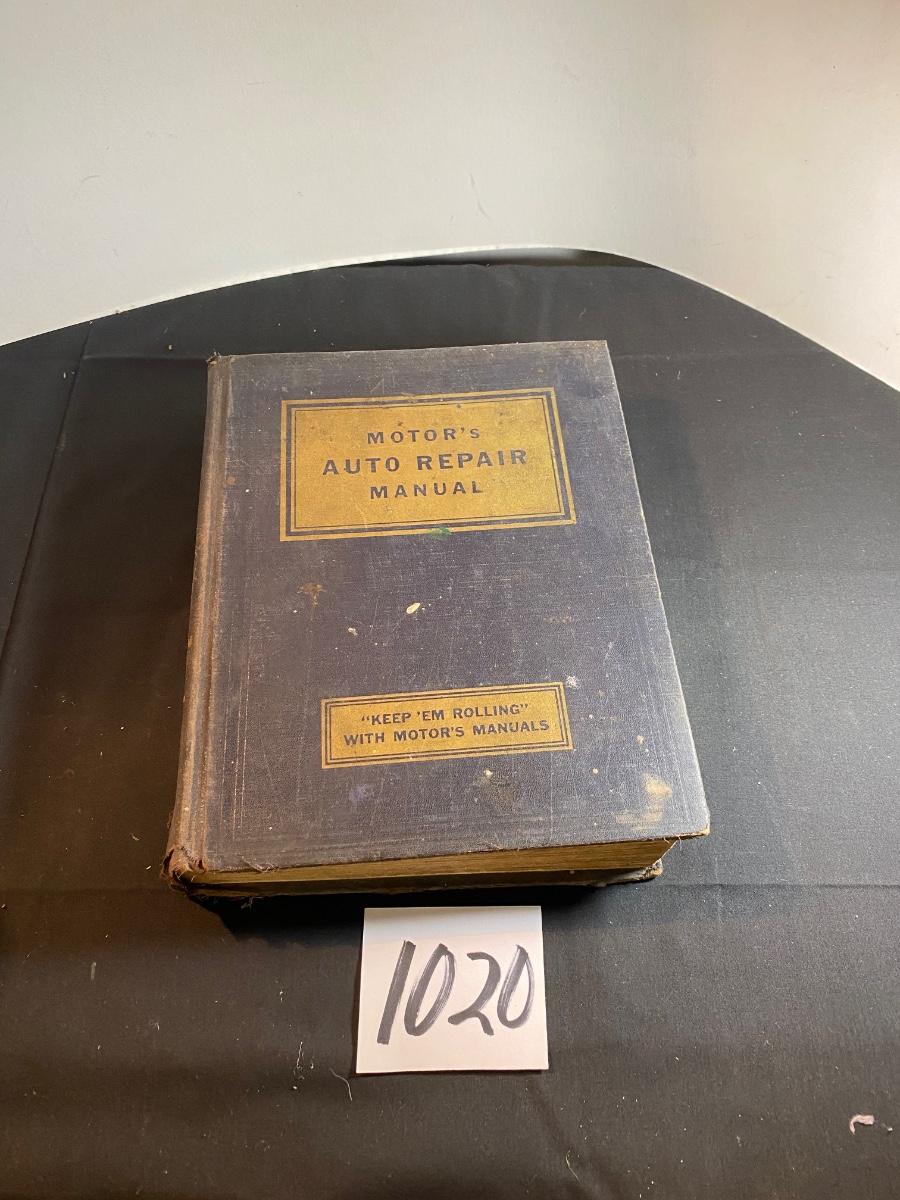 MOTOR's
AUTO REPAIR
MANUAL
"KEEP 'EM ROLLING"
WITH MOTOR'S MANUALS
1020